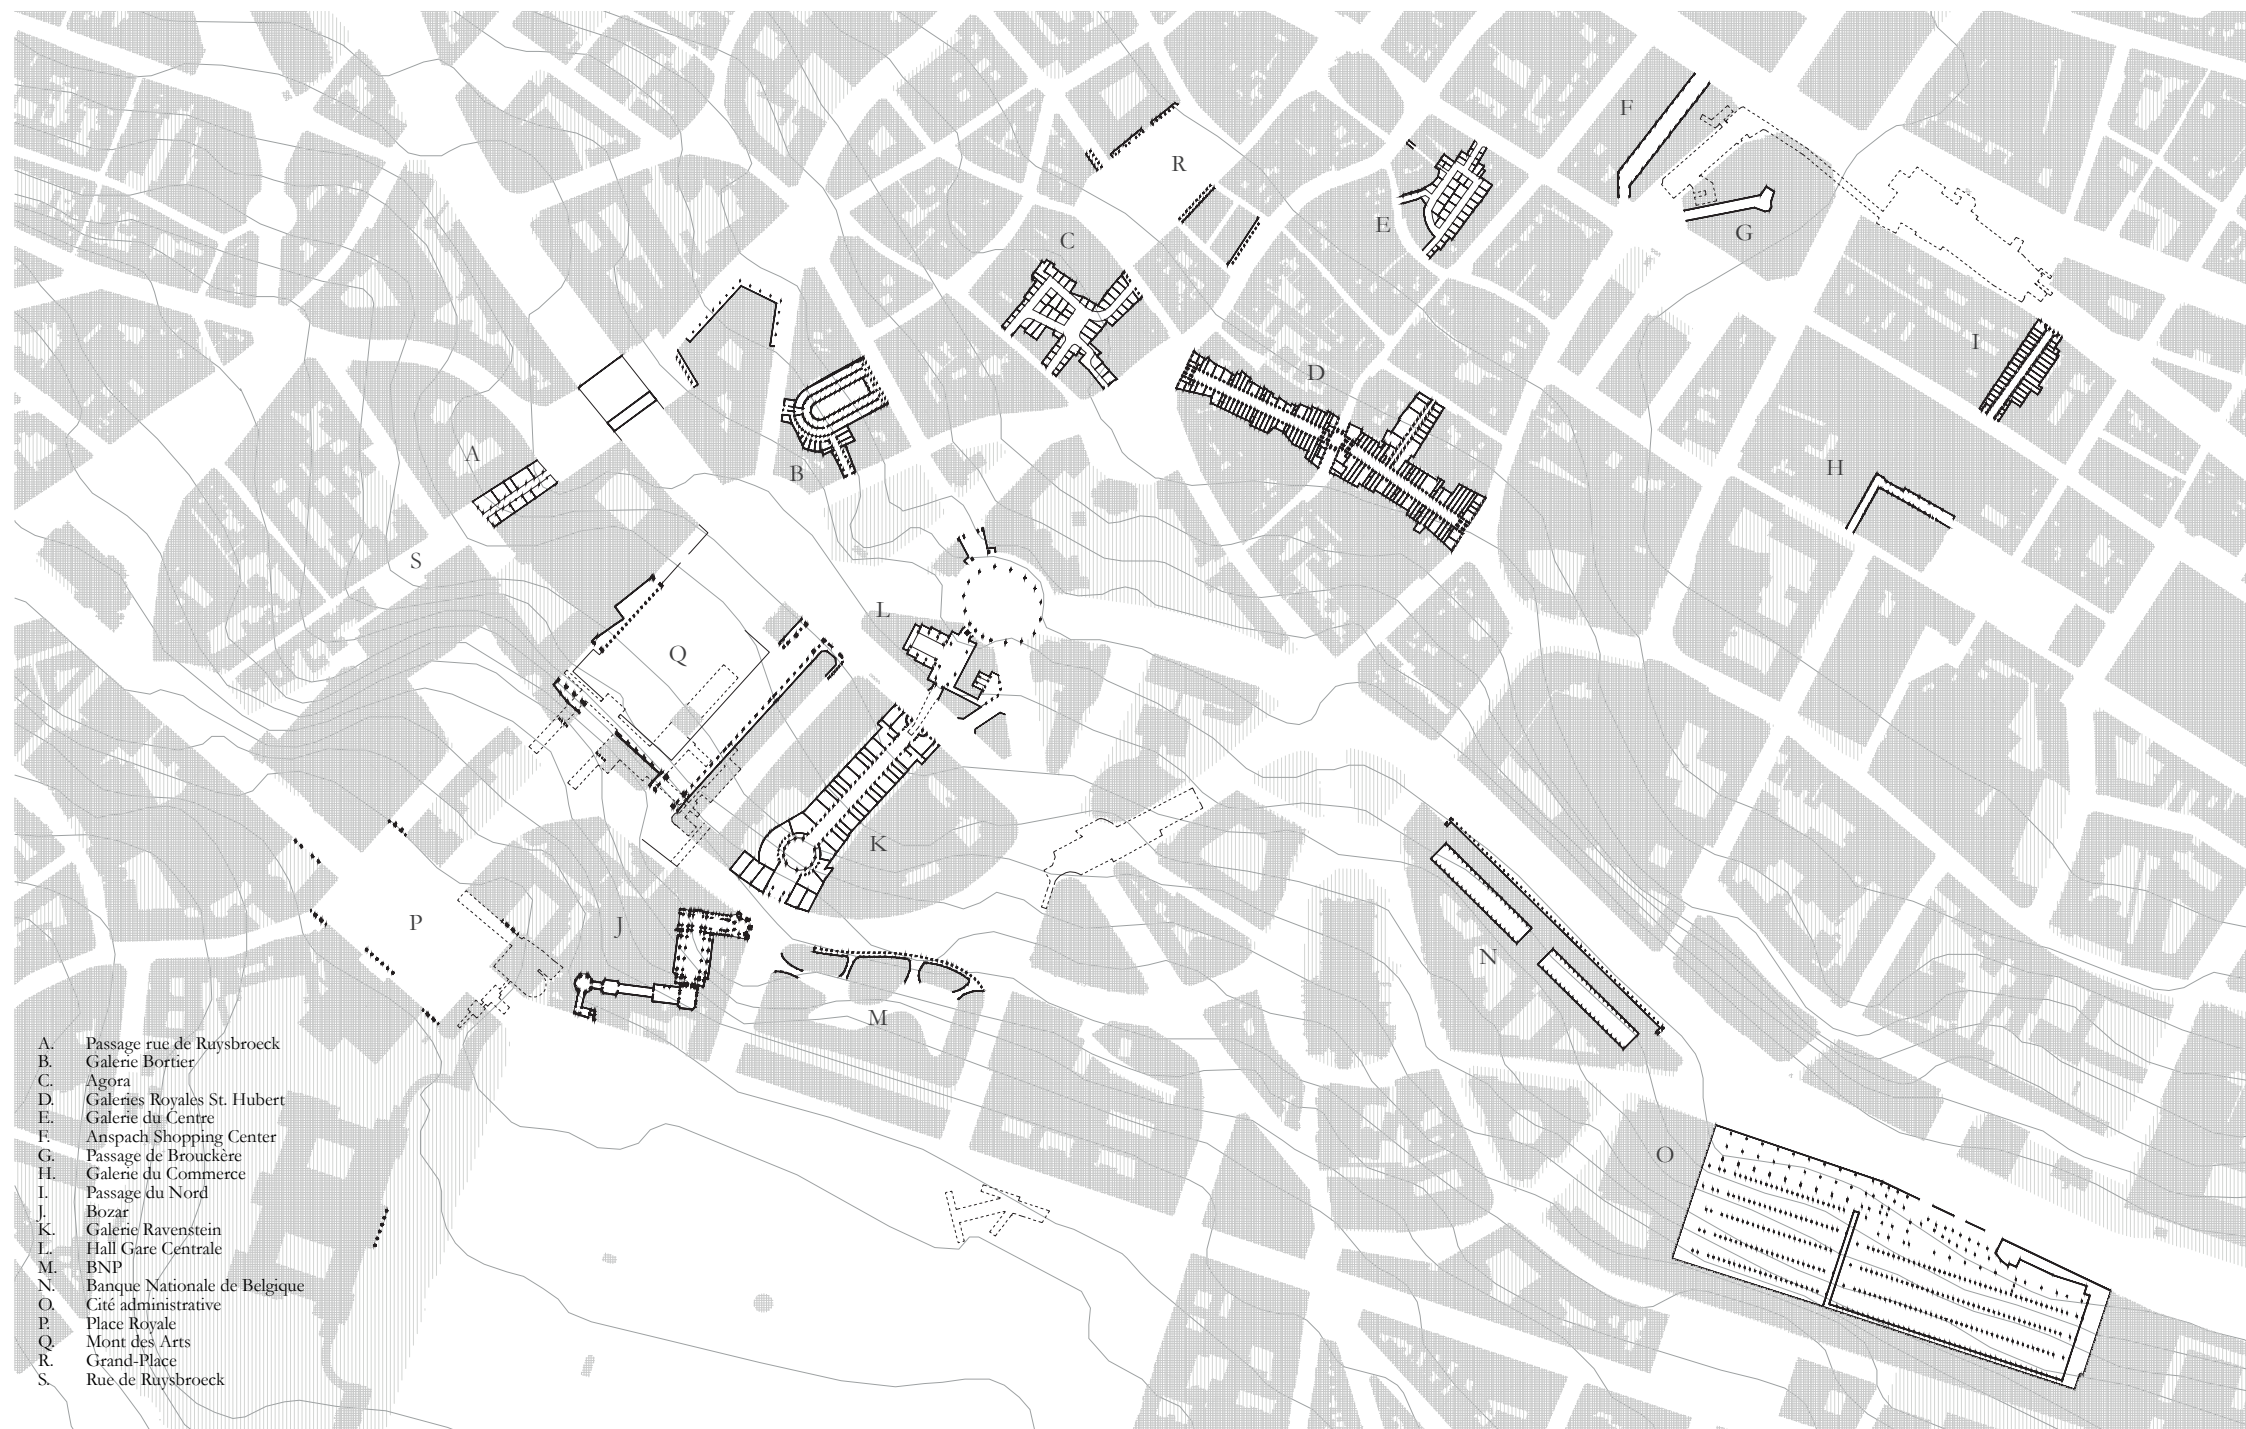 F
R
E
G
C
I
D
A
H
B
S
L
Q
K
P
J
N
M
O
A. Passage rue de Ruysbroeck
B. Galerie Bortier
C. Agora
D. Galeries Royales St. Hubert
E. Galerie du Centre
F. Anspach Shopping Center
G. Passage de Brouckère
H. Galerie du Commerce
I. Passage du Nord
J. Bozar
K. Galerie Ravenstein
L. Hall Gare Centrale
M. BNP
N. Banque Nationale de Belgique
O. Cité administrative
P. Place Royale
Q. Mont des Arts
R. Grand-Place
S. Rue de Ruysbroeck